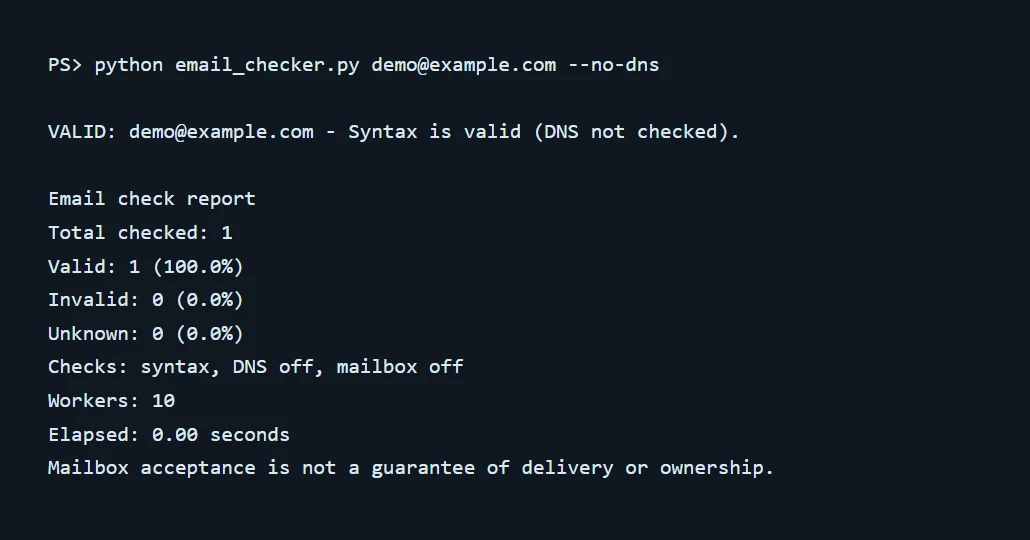 PS> python email_checker.py demo@example.com --no-dns
VALID: demo@example.com - Syntax is valid (DNS not checked).
Email check report
Total checked: 1
Valid: 1 (100.0%)
Invalid: 0 (0.0%)
Unknown: 0 (0.0%)
Checks: syntax, DNS off, mailbox off
Workers: 10
Elapsed: 0.00 seconds
Mailbox acceptance is not a guarantee of delivery or ownership.